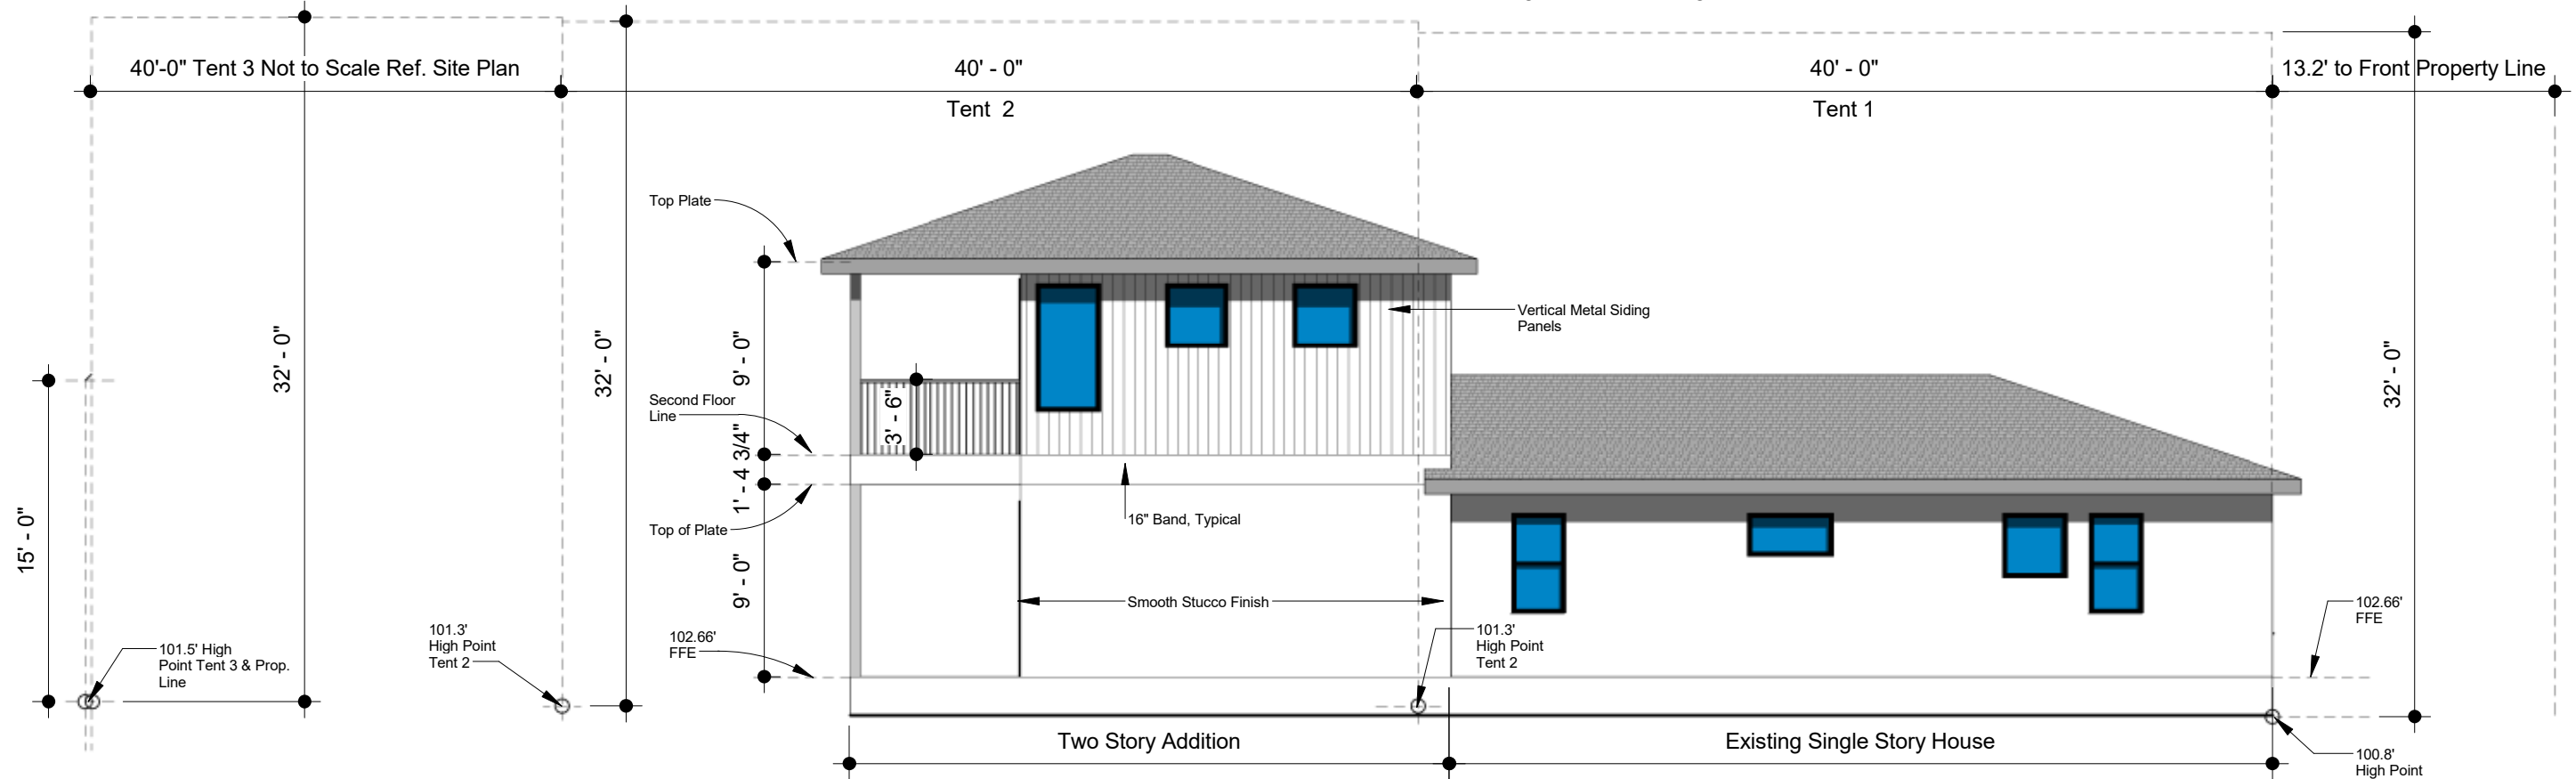 40'-0" Tent 3 Not to Scale Ref. Site Plan
40' - 0"
Tent 2
40' - 0"
Tent 1
13.2' to Front Property Line
32' - 0"
32' - 0"
32' - 0"
15' - 0"
Top Plate
9' - 0"
Second Floor
Line
3' - 6"
1' - 4 3/4"
Top of Plate
9' - 0"
Vertical Metal Siding
Panels
16" Band, Typical
Smooth Stucco Finish
101.5' High
Point Tent 3 & Prop.
Line
101.3'
High Point
Tent 2
102.66'
FFE
101.3'
High Point
Tent 2
102.66'
FFE
Two Story Addition
Existing Single Story House
100.8'
High Point